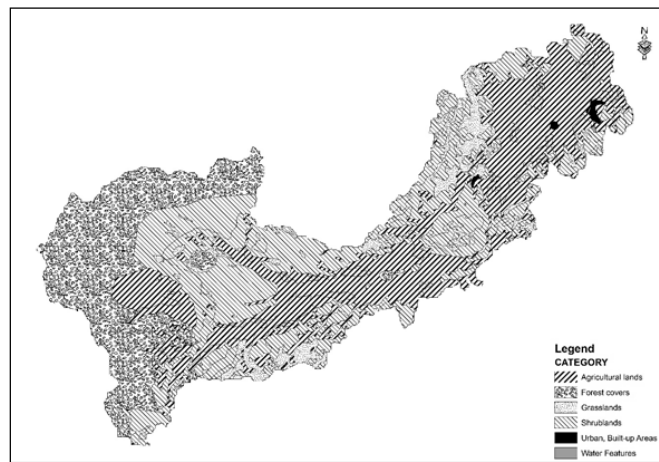 N
Legend
CATEGORY
Agricultural lands
Forest covers
Grasslands
Shrublands
Urban, Built-up Areas
Water Features